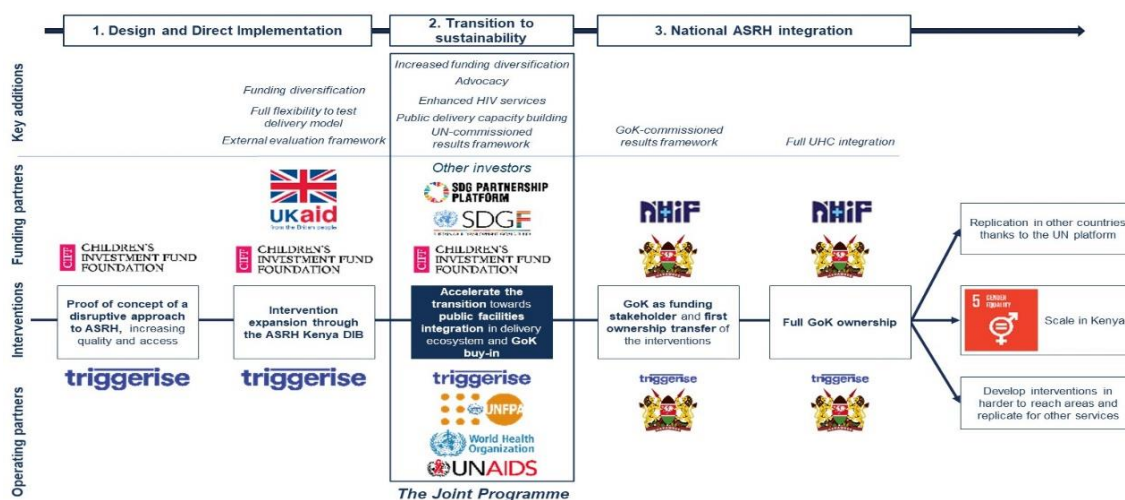 1. Design and Direct Implementation
2. Transition to
sustainability
3. National ASRH integration
Key additions
Funding diversification
Full flexibility to test
delivery model
External evaluation framework
Increased funding diversification
Advocacy
Enhanced HIV services
Public delivery capacity building
UN-commissioned
results framework
GoK-commissioned
results framework
Full UHC integration
Funding partners
CIFF CHILDREN'S
INVESTMENT FUND
FOUNDATION
UKaid
from the British people
CIFF CHILDREN'S
INVESTMENT FUND
FOUNDATION
Other investors
SDG PARTNERSHIP
PLATFORM
SDGF
CIFF CHILDREN'S
INVESTMENT FUND
FOUNDATION
NHiF
NHiF
Interventions
Proof of concept of a
disruptive approach
to ASRH, increasing
quality and access
Intervention
expansion through
the ASRH Kenya DIB
Accelerate the
transition towards
public facilities
integration in delivery
ecosystem and GoK
buy-in
GoK as funding
stakeholder and first
ownership transfer of
the interventions
Full GoK ownership
Replication in other countries
thanks to the UN platform
5 GENDER
EQUALITY
Scale in Kenya
Develop interventions in
harder to reach areas and
replicate for other services
Operating partners
triggerise
triggerise
triggerise
UNFPA
World Health
Organization
UNAIDS
triggerise
triggerise
The Joint Programme